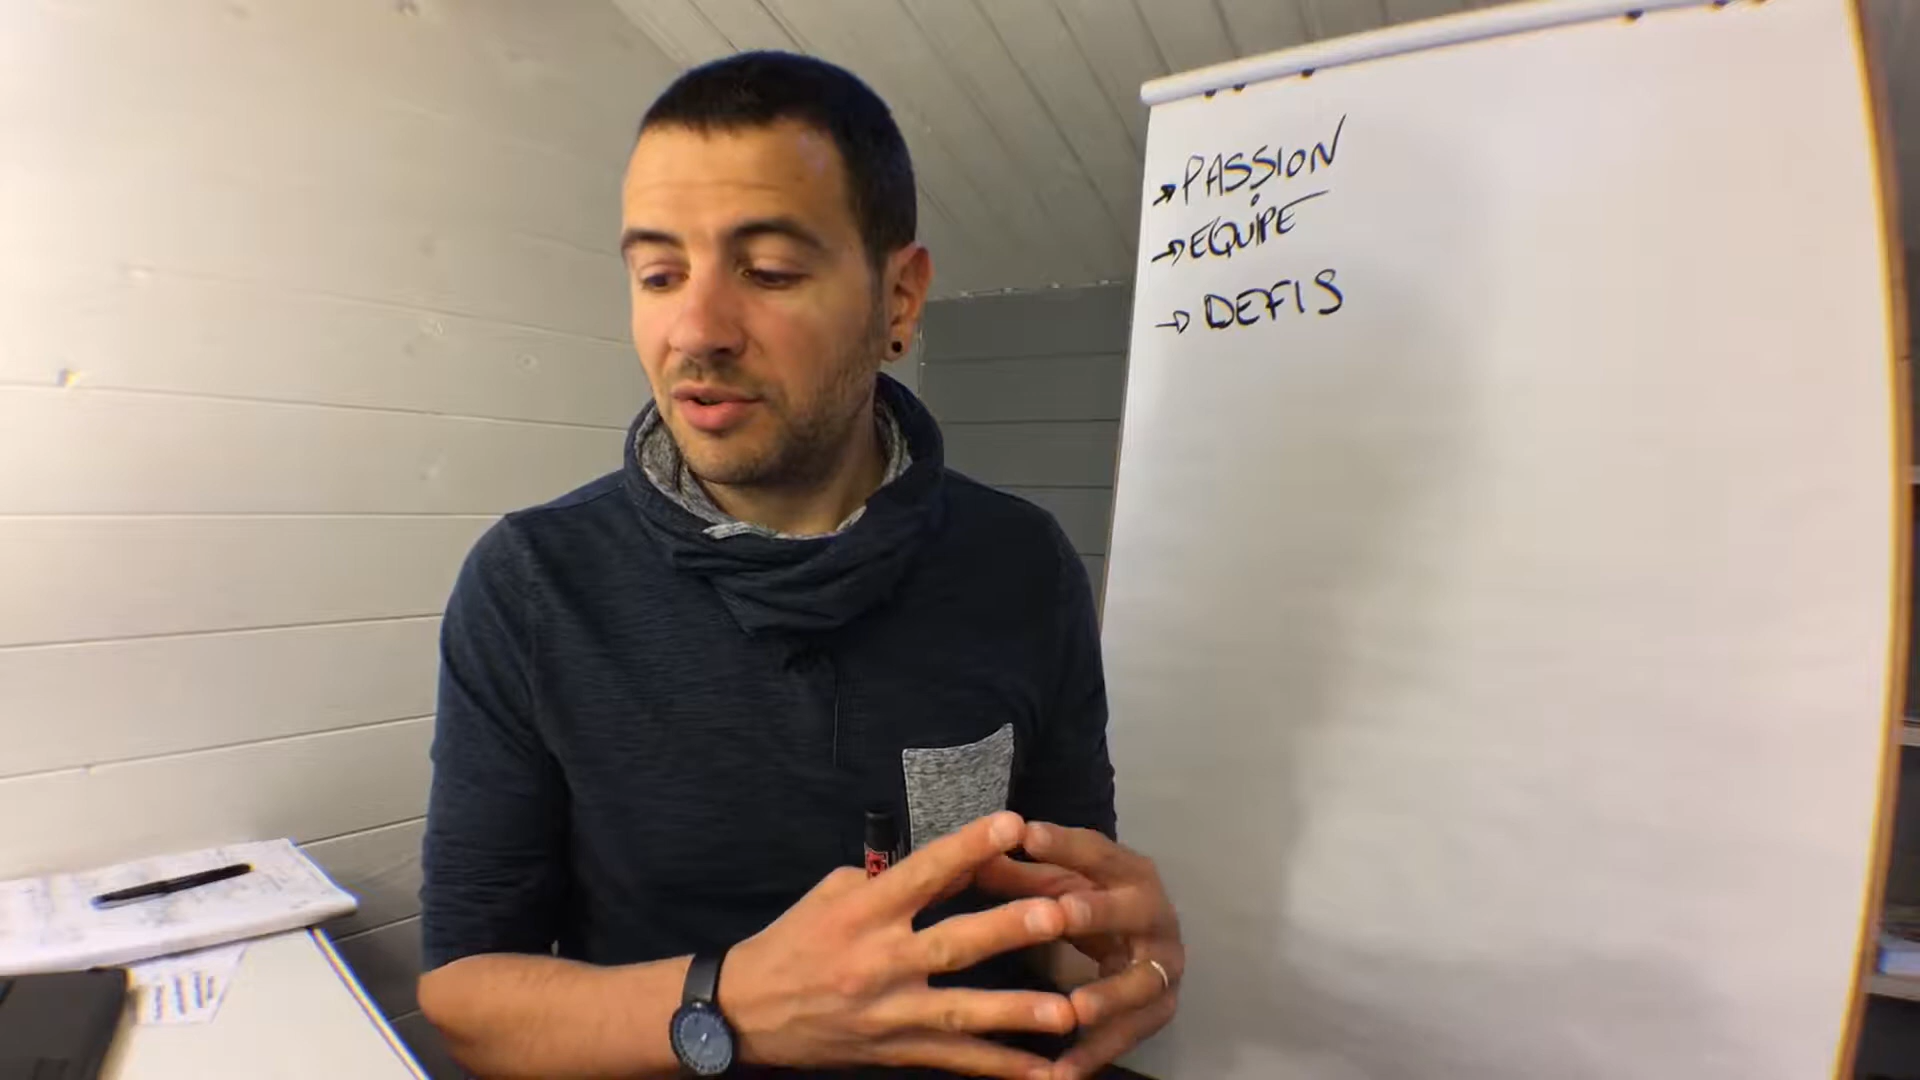 → PASSION
→ EQUIPE
→ DEFIS